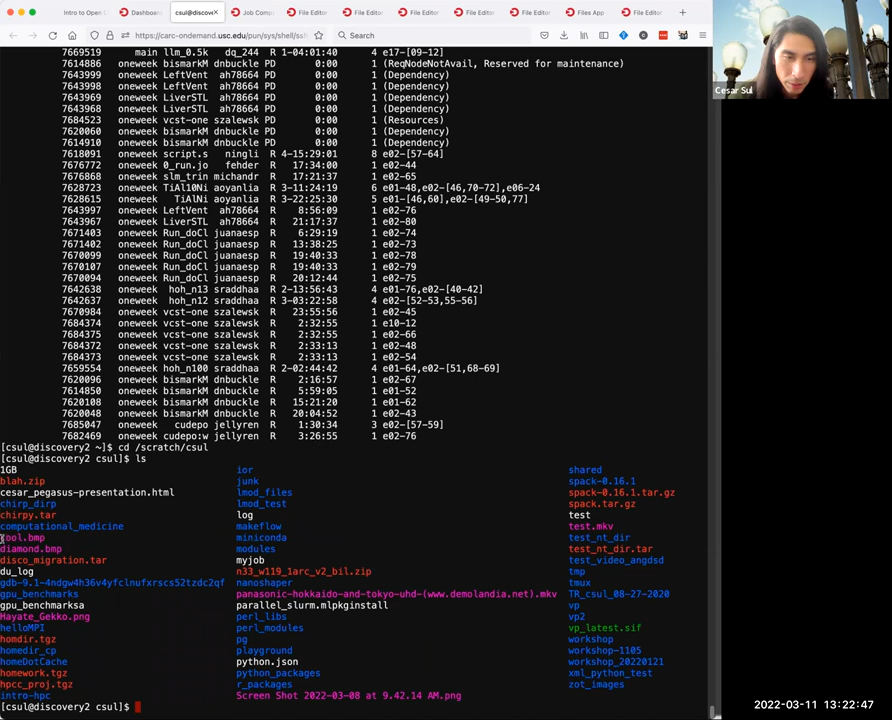 Intro to Open C
Dashboard
csul@discov
Job Comp
File Editor
File Editor
File Editor
File Editor
File Editor
Files App
File Editor
https://carc-ondemand.usc.edu/pun/sys/shell/ssh
Search
7669519 main llm_0.5k dq_244 R 1-04:01:40 4 e17-[09-12]
7614886 oneweek bismarkM dnbuckle PD 0:00 1 (ReqNodeNotAvail, Reserved for maintenance)
7643999 oneweek LeftVent ah78664 PD 0:00 1 (Dependency)
7643998 oneweek LeftVent ah78664 PD 0:00 1 (Dependency)
7643969 oneweek LiverSTL ah78664 PD 0:00 1 (Dependency)
7643968 oneweek LiverSTL ah78664 PD 0:00 1 (Dependency)
7684523 oneweek vcst-one szalewsk PD 0:00 1 (Resources)
7620060 oneweek bismarkM dnbuckle PD 0:00 1 (Dependency)
7614910 oneweek bismarkM dnbuckle PD 0:00 1 (Dependency)
7618091 oneweek script.s ningli R 4-15:29:01 8 e02-[57-64]
7676772 oneweek 0_run.jo fehder R 17:34:00 1 e02-44
7676868 oneweek slm_trin michandr R 17:21:37 1 e02-65
7628723 oneweek TiAl10Ni aoyanlia R 3-11:24:19 6 e01-48,e02-[46,70-72],e06-24
7628615 oneweek TiAlNi aoyanlia R 3-22:25:30 5 e01-[46,60],e02-[49-50,77]
7643997 oneweek LeftVent ah78664 R 8:56:09 1 e02-76
7643967 oneweek LiverSTL ah78664 R 21:17:37 1 e02-80
7671403 oneweek Run_doCl juanaesp R 6:29:19 1 e02-74
7671402 oneweek Run_doCl juanaesp R 13:38:25 1 e02-73
7670099 oneweek Run_doCl juanaesp R 19:40:33 1 e02-78
7670107 oneweek Run_doCl juanaesp R 19:40:33 1 e02-79
7670094 oneweek Run_doCl juanaesp R 20:12:44 1 e02-75
7642638 oneweek hoh_n13 sraddhaa R 2-13:56:43 4 e01-76,e02-[40-42]
7642637 oneweek hoh_n12 sraddhaa R 3-03:22:58 4 e02-[52-53,55-56]
7670984 oneweek vcst-one szalewsk R 23:55:56 1 e02-45
7684374 oneweek vcst-one szalewsk R 2:32:55 1 e10-12
7684375 oneweek vcst-one szalewsk R 2:32:55 1 e02-66
7684372 oneweek vcst-one szalewsk R 2:33:13 1 e02-48
7684373 oneweek vcst-one szalewsk R 2:33:13 1 e02-54
7659554 oneweek hoh_n100 sraddhaa R 2-02:44:42 4 e01-64,e02-[51,68-69]
7620096 oneweek bismarkM dnbuckle R 2:16:57 1 e02-67
7614850 oneweek bismarkM dnbuckle R 5:59:05 1 e01-52
7620108 oneweek bismarkM dnbuckle R 15:21:20 1 e01-62
7620048 oneweek bismarkM dnbuckle R 20:04:52 1 e02-43
7685047 oneweek cudepo jellyren R 1:30:34 3 e02-[57-59]
7682469 oneweek cudepo:w jellyren R 3:26:55 1 e02-76
[csul@discovery2 ~]$ cd /scratch/csul
[csul@discovery2 csul]$ ls
1GB ior shared
blah.zip junk spack-0.16.1
cesar_pegasus-presentation.html lmod_files spack-0.16.1.tar.gz
chirp_dirp lmod_test spack.tar.gz
chirpy.tar log test
computational_medicine makeflow test.mkv
cool.bmp miniconda test_nt_dir
diamond.bmp modules test_nt_dir.tar
disco_migration.tar myjob test_video_angdsd
du_log n33_w119_1arc_v2_bil.zip tmp
gdb-9.1-4ndgw4h36v4yfclnufxrscs52tzdc2qf nanoshaper tmux
gpu_benchmarks panasonic-hokkaido-and-tokyo-uhd-(www.demolandia.net).mkv TR_csul_08-27-2020
gpu_benchmarksa parallel_slurm.mlpkginstall vp
Hayate_Gekko.png perl_libs vp2
helloMPI perl_modules vp_latest.sif
homdir.tgz pg workshop
homedir_cp playground workshop-1105
homeDotCache python.json workshop_20220121
homework.tgz python_packages xml_python_test
hpcc_proj.tgz r_packages zot_images
intro-hpc Screen Shot 2022-03-08 at 9.42.14 AM.png
[csul@discovery2 csul]$
Cesar Sul
2022-03-11 13:22:47